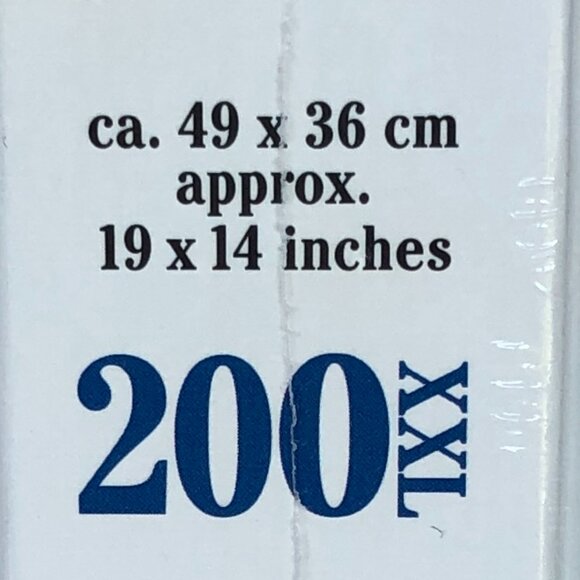 ca. 49 x 36 cm
approx.
19 x 14 inches
200 XXL